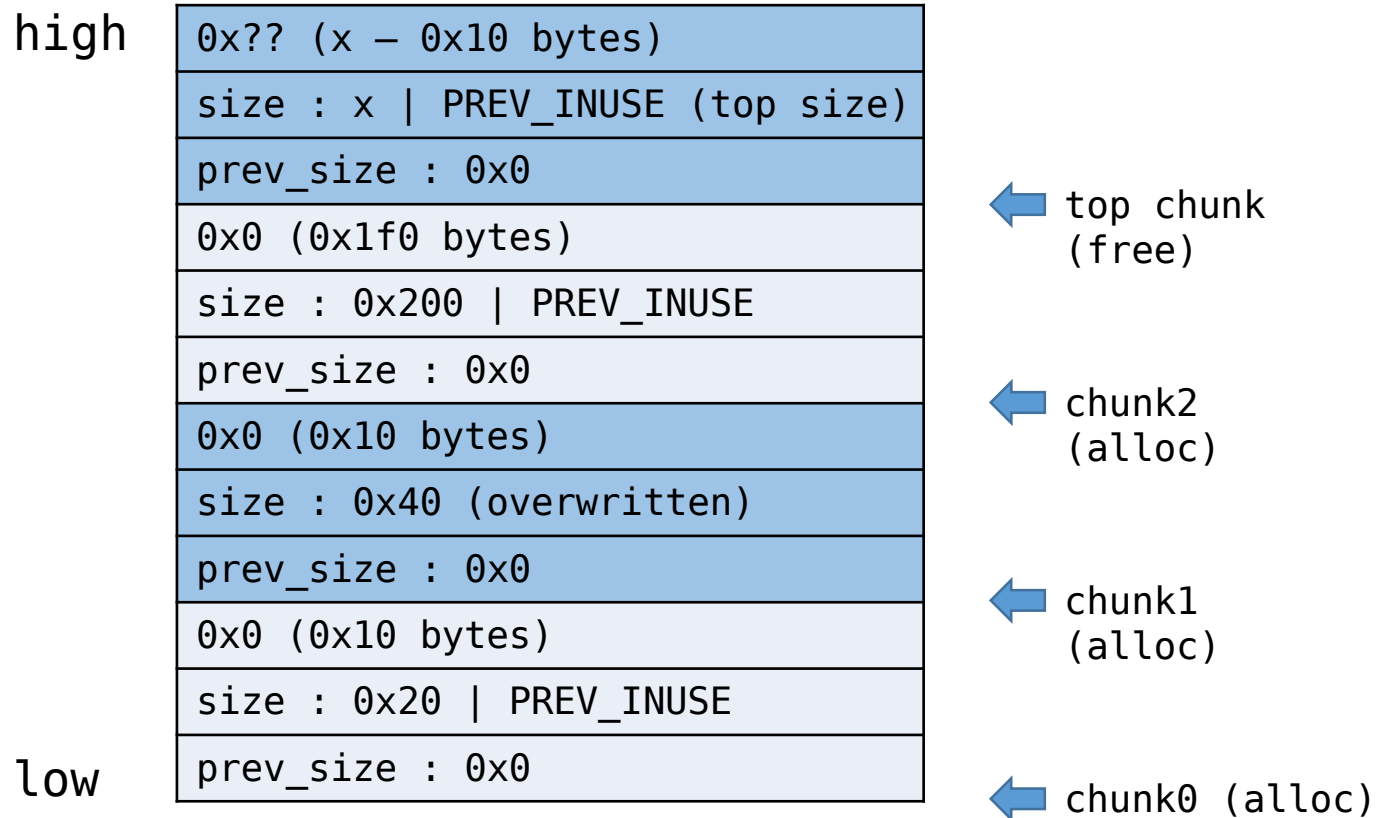 high
0x?? (x – 0x10 bytes)
size : x | PREV_INUSE (top size)
prev_size : 0x0
top chunk
(free)
0x0 (0x1f0 bytes)
size : 0x200 | PREV_INUSE
prev_size : 0x0
chunk2
(alloc)
0x0 (0x10 bytes)
size : 0x40 (overwritten)
prev_size : 0x0
chunk1
(alloc)
0x0 (0x10 bytes)
size : 0x20 | PREV_INUSE
low
prev_size : 0x0
chunk0 (alloc)